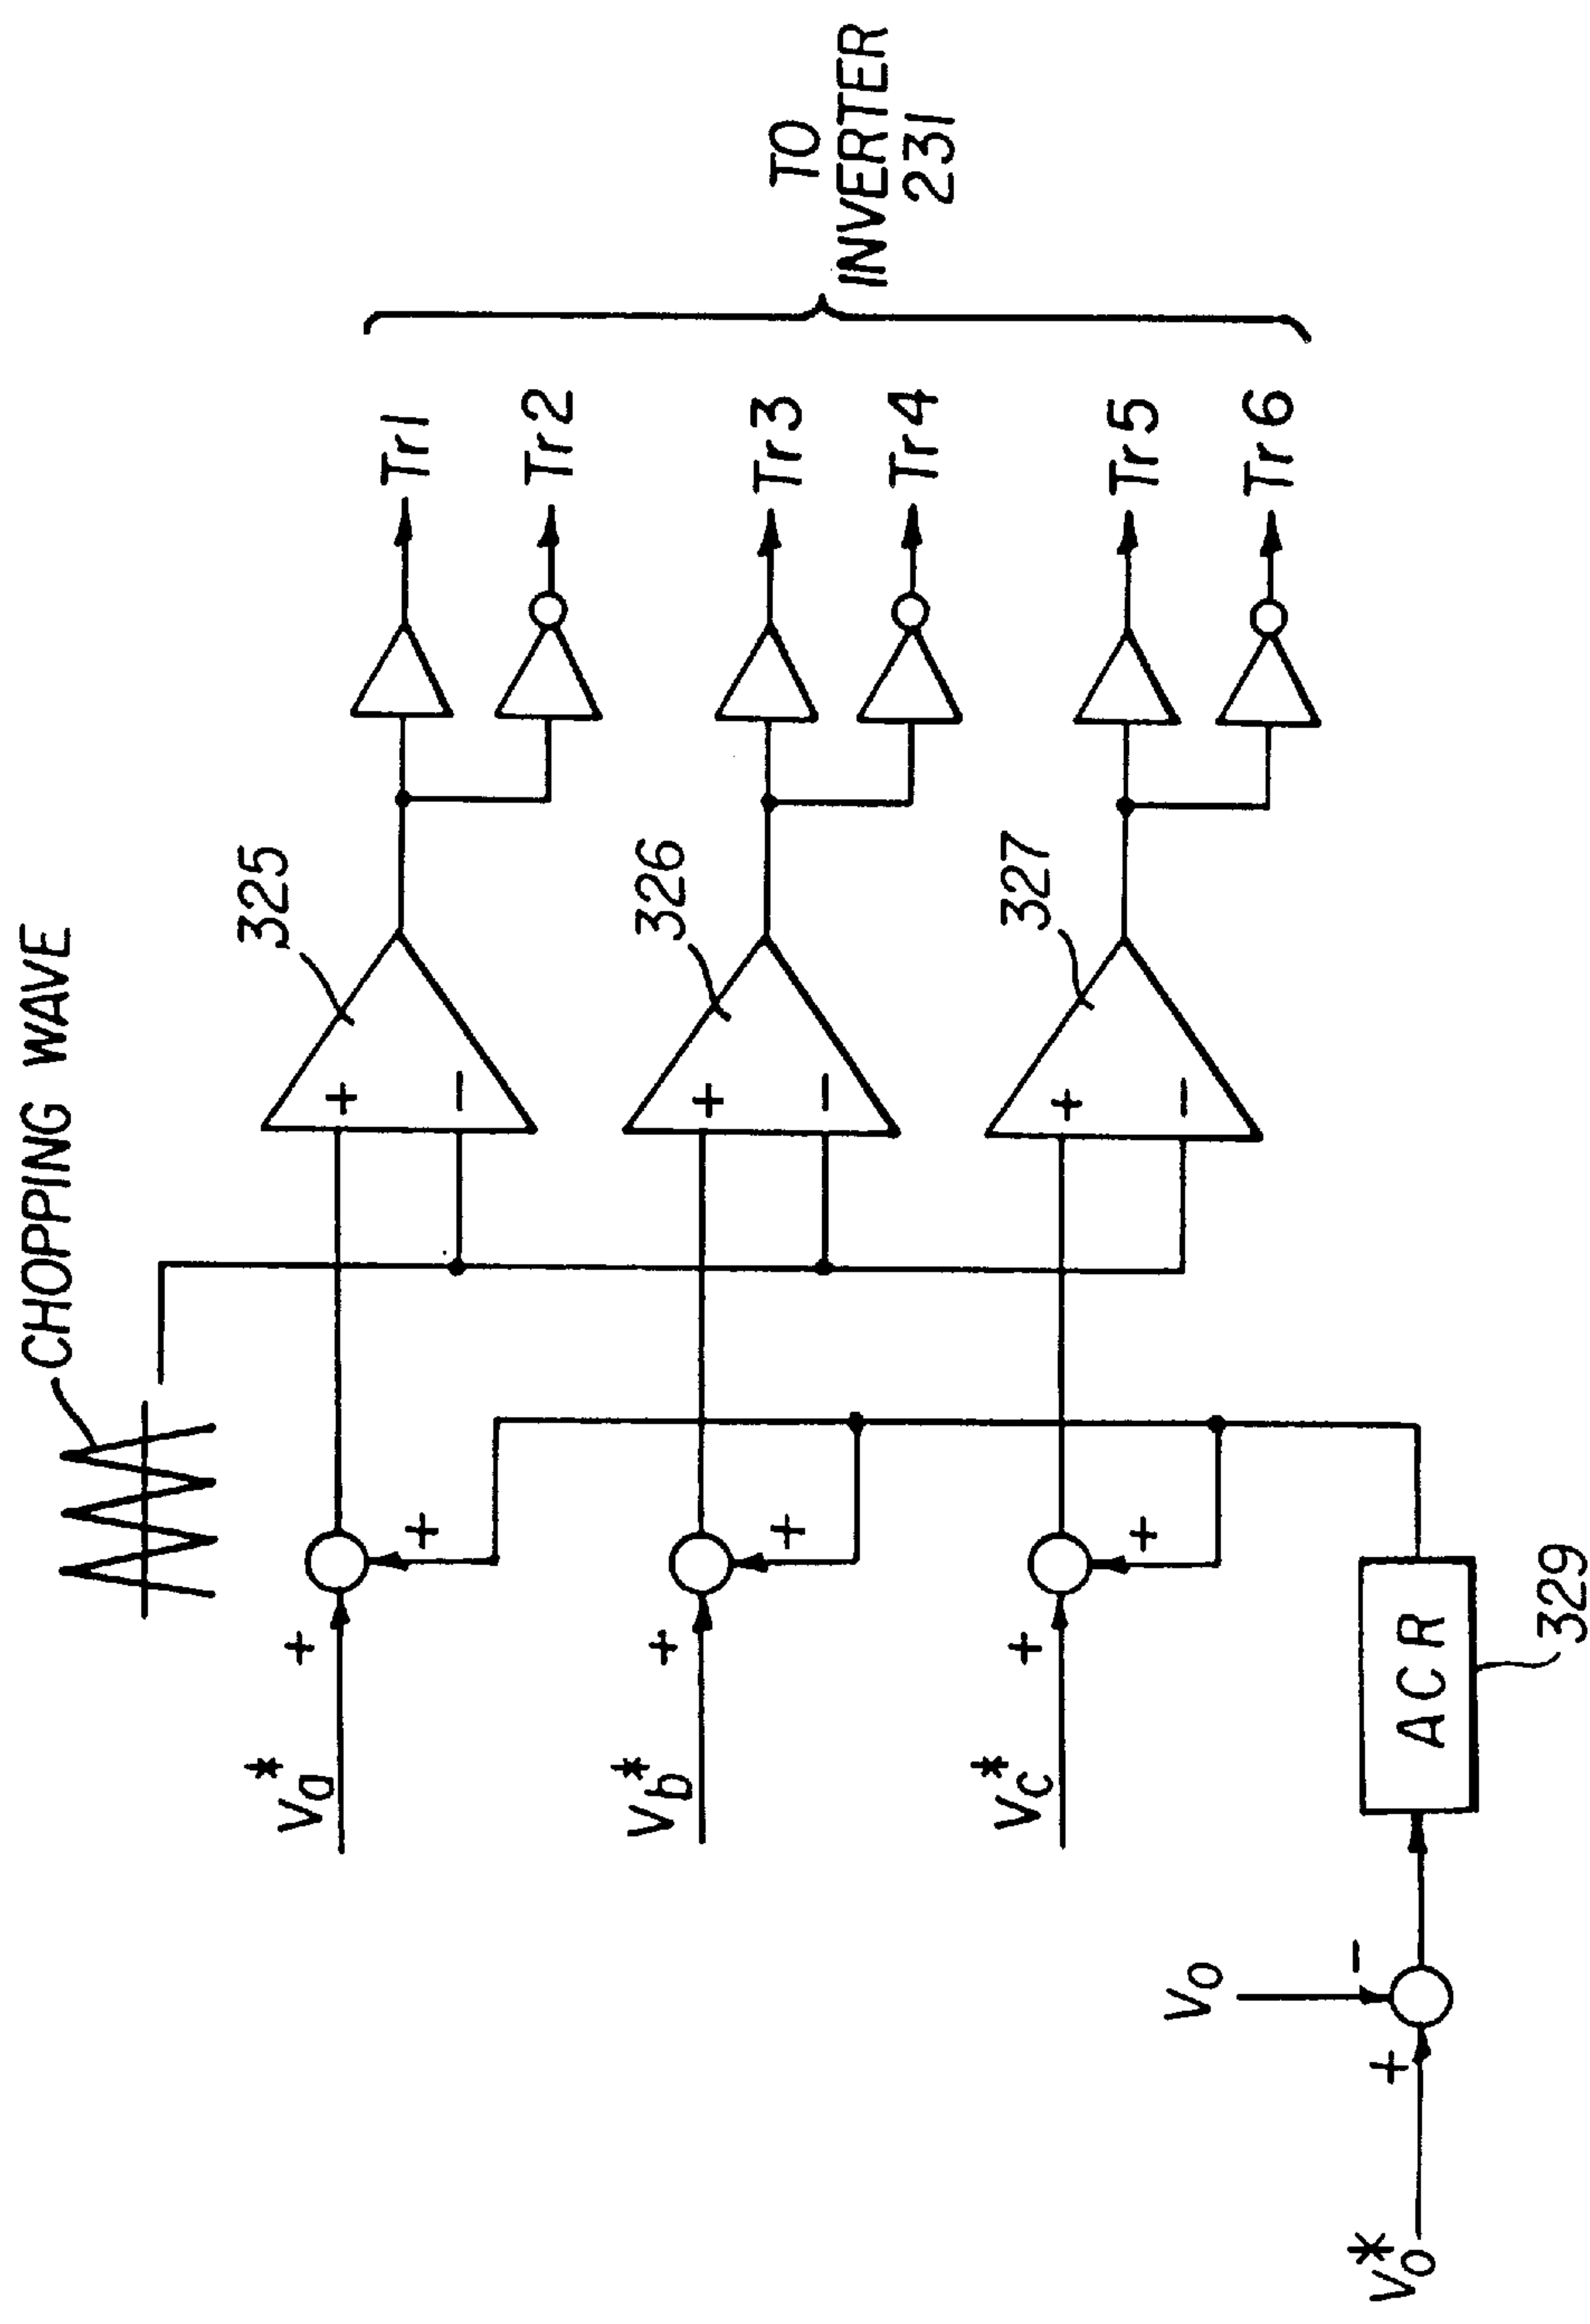 CHOPPING WAVE
va*
+
+
+
−
325
Tr1
Tr2
vb*
+
+
+
−
326
Tr3
Tr4
vc*
+
+
+
−
327
Tr5
Tr6
TO
INVERTER
231
vo*
+
vo
−
ACR
329